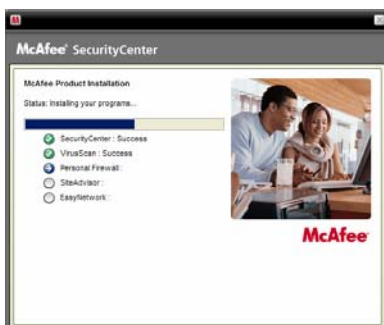 McAfee® SecurityCenter
McAfee Product Installation
Status: Installing your programs...
SecurityCenter : Success
VirusScan : Success
Personal Firewall :
SiteAdvisor :
EasyNetwork :
McAfee®